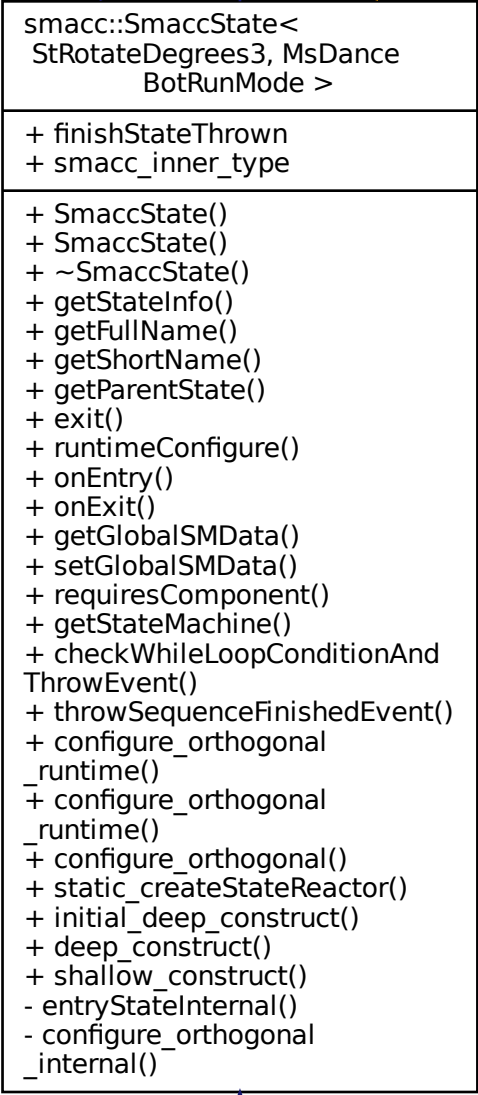 smacc::SmaccState<
StRotateDegrees3, MsDance
BotRunMode >
+ finishStateThrown
+ smacc_inner_type
+ SmaccState()
+ SmaccState()
+ ~SmaccState()
+ getStateInfo()
+ getFullName()
+ getShortName()
+ getParentState()
+ exit()
+ runtimeConfigure()
+ onEntry()
+ onExit()
+ getGlobalSMData()
+ setGlobalSMData()
+ requiresComponent()
+ getStateMachine()
+ checkWhileLoopConditionAnd
ThrowEvent()
+ throwSequenceFinishedEvent()
+ configure_orthogonal
_runtime()
+ configure_orthogonal
_runtime()
+ configure_orthogonal()
+ static_createStateReactor()
+ initial_deep_construct()
+ deep_construct()
+ shallow_construct()
- entryStateInternal()
- configure_orthogonal
_internal()